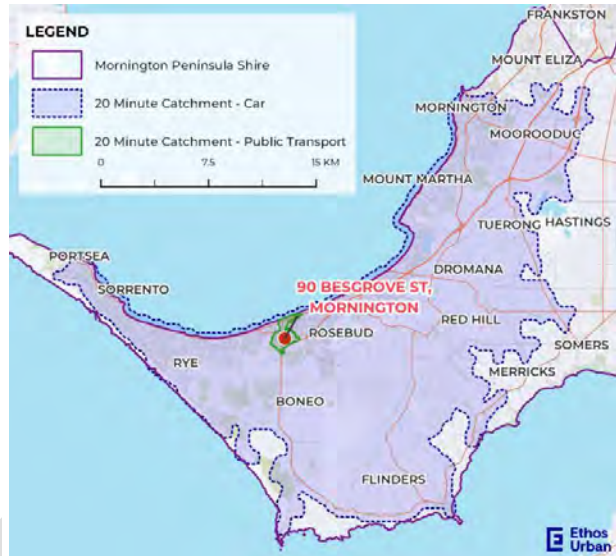 LEGEND
Mornington Peninsula Shire
20 Minute Catchment - Car
20 Minute Catchment - Public Transport
0 7.5 15 KM
FRANKSTON
MOUNT ELIZA
MORNINGTON
MOOROODUC
MOUNT MARTHA
TUERONG
HASTINGS
PORTSEA
SORRENTO
DROMANA
90 BESGROVE ST,
MORNINGTON
ROSEBUD
RED HILL
SOMERS
RYE
MERRICKS
BONEO
FLINDERS
Ethos
Urban